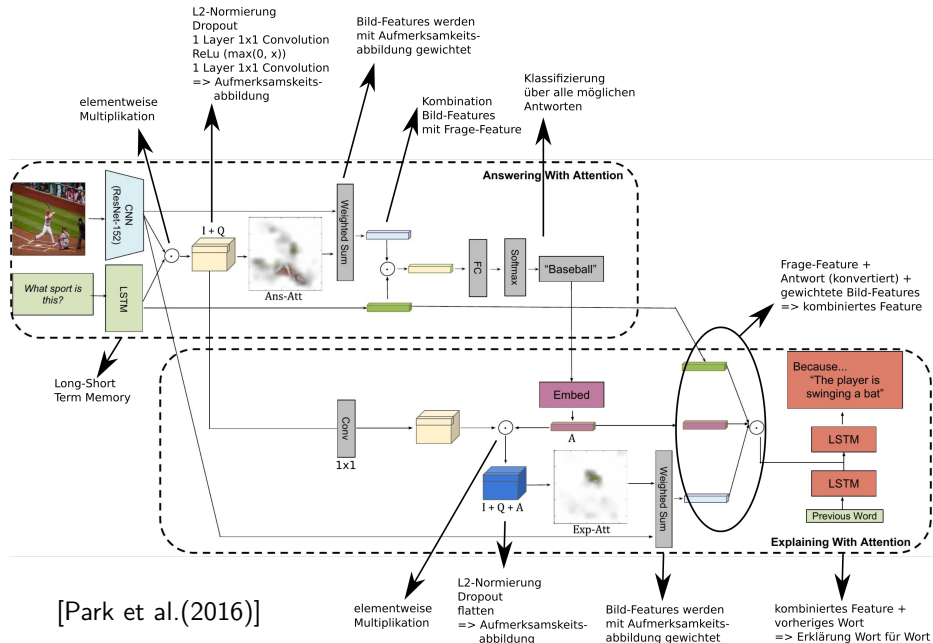 L2-Normierung
Dropout
1 Layer 1x1 Convolution
ReLu (max(0, x))
1 Layer 1x1 Convolution
=> Aufmerksamskeits-
abbildung
Bild-Features werden
mit Aufmerksamkeits-
abbildung gewichtet
elementweise
Multiplikation
Kombination
Bild-Features
mit Frage-Feature
Klassifizierung
über alle möglichen
Antworten
Answering With Attention
CNN
(ResNet-152)
I + Q
Ans-Att
Weighted Sum
FC
Softmax
"Baseball"
What sport is
this?
LSTM
Long-Short
Term Memory
Frage-Feature +
Antwort (konvertiert) +
gewichtete Bild-Features
=> kombiniertes Feature
Conv
1x1
Embed
A
I + Q + A
Exp-Att
Weighted Sum
Because...
"The player is
swinging a bat"
LSTM
LSTM
Previous Word
Explaining With Attention
[Park et al.(2016)]
elementweise
Multiplikation
L2-Normierung
Dropout
flatten
=> Aufmerksamskeits-
abbildung
Bild-Features werden
mit Aufmerksamkeits-
abbildung gewichtet
kombiniertes Feature +
vorheriges Wort
=> Erklärung Wort für Wort